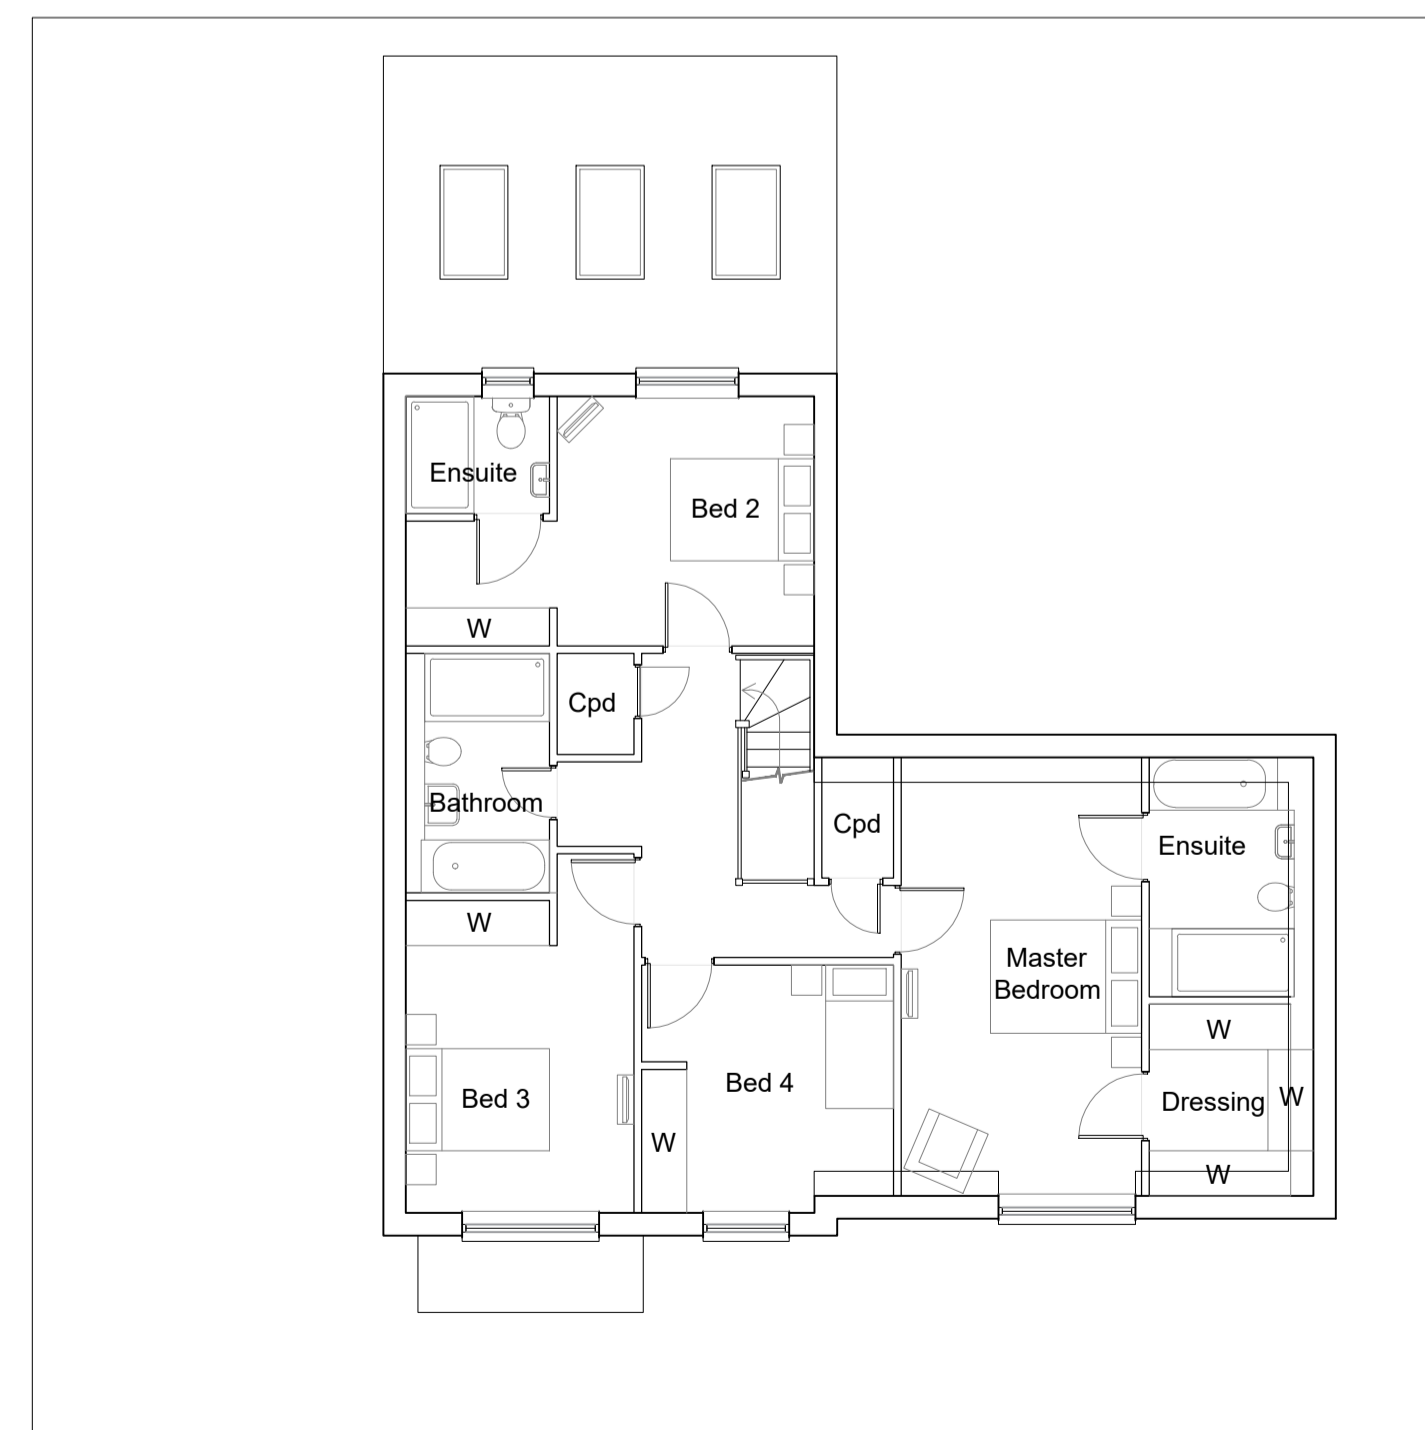 Ensuite
Bed 2
W
Cpd
Bathroom
Cpd
Ensuite
W
Master
Bedroom
W
Bed 3
Bed 4
Dressing
W
W
W